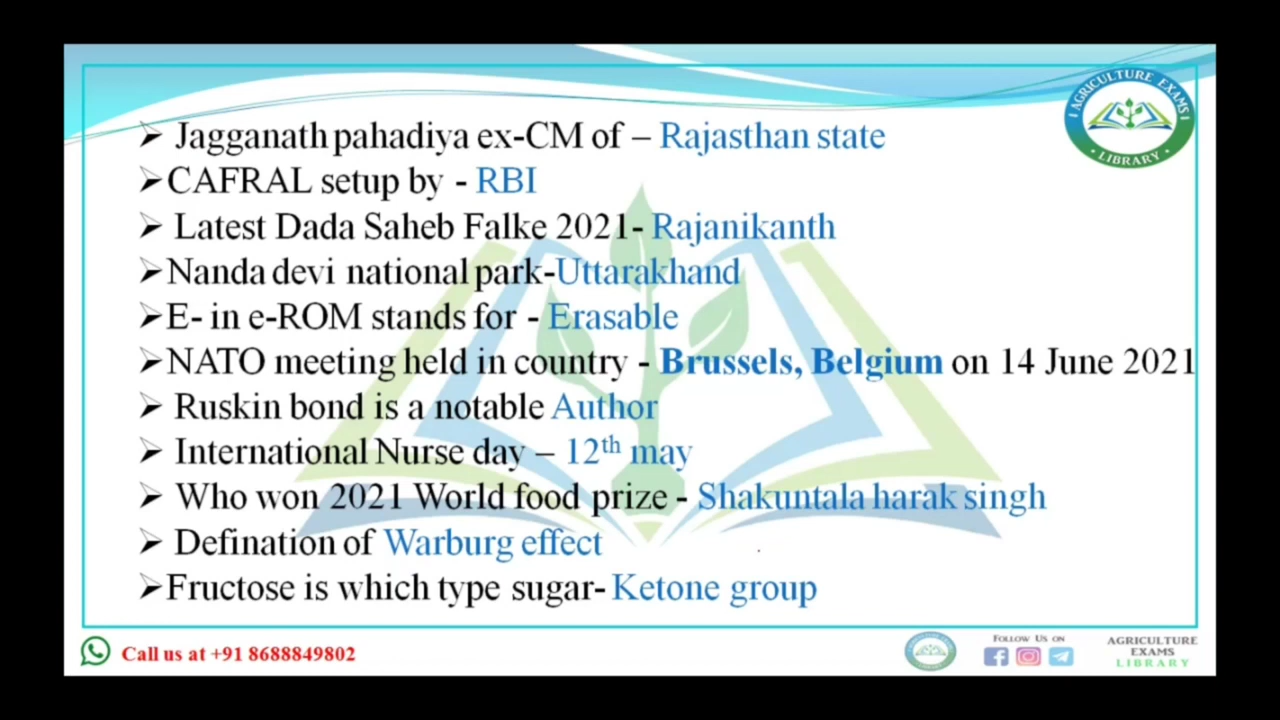 AGRICULTURE EXAMS
LIBRARY
➢ Jagganath pahadiya ex-CM of – Rajasthan state
➢CAFRAL setup by - RBI
➢ Latest Dada Saheb Falke 2021- Rajanikanth
➢Nanda devi national park-Uttarakhand
➢E- in e-ROM stands for - Erasable
➢NATO meeting held in country - Brussels, Belgium on 14 June 2021
➢ Ruskin bond is a notable Author
➢ International Nurse day – 12th may
➢ Who won 2021 World food prize - Shakuntala harak singh
➢ Defination of Warburg effect
➢Fructose is which type sugar- Ketone group
Call us at +91 8688849802
FOLLOW US ON
AGRICULTURE
EXAMS
LIBRARY